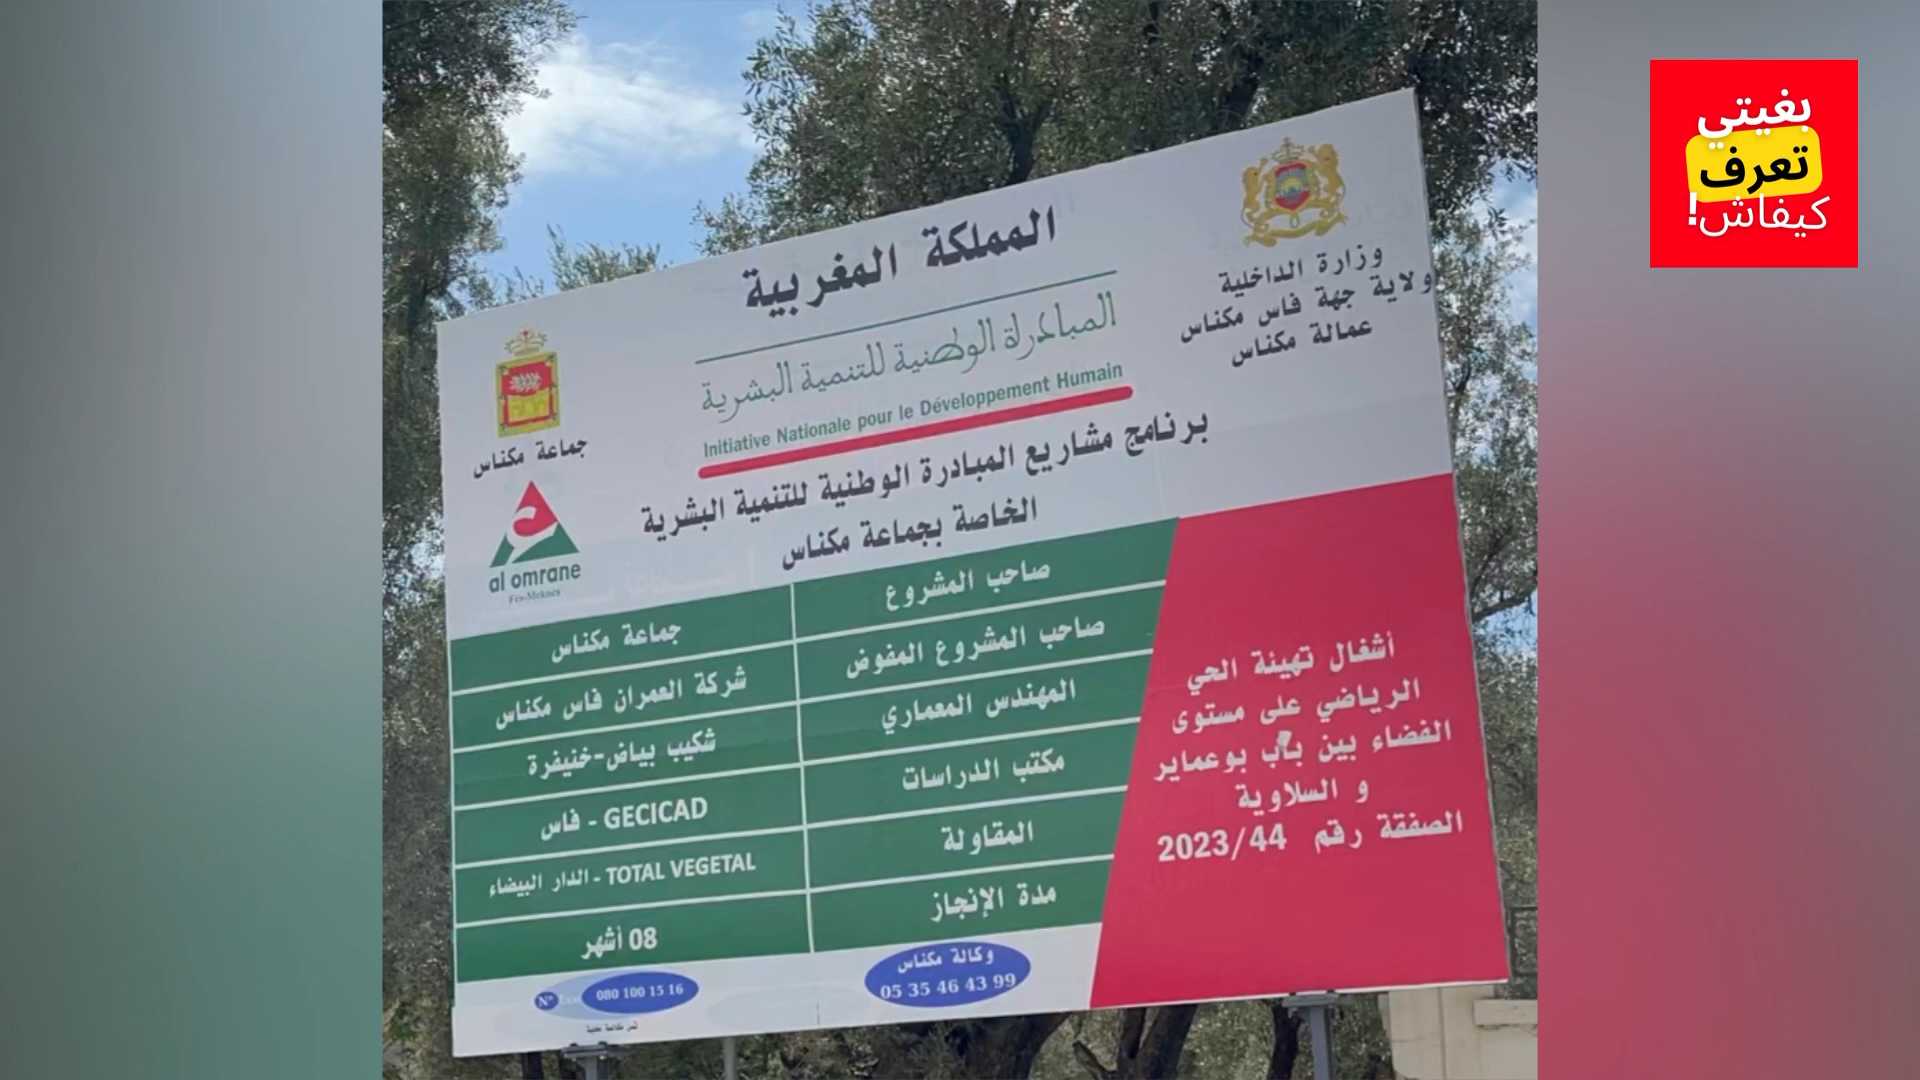 بغيتي
تعرف
كيفاش!
المملكة المغربية
وزارة الداخلية
ولاية جهة فاس مكناس
عمالة مكناس
المبادرة الوطنية للتنمية البشرية
Initiative Nationale pour le Développement Humain
جماعة مكناس
al omrane
Fès-Meknès
برنامج مشاريع المبادرة الوطنية للتنمية البشرية
الخاصة بجماعة مكناس
أشغال تهيئة الحي
الرياضي على مستوى
الفضاء بين باب بوعماير
و السلاوية
الصفقة رقم 2023/44
صاحب المشروع جماعة مكناس
صاحب المشروع المفوض شركة العمران فاس مكناس
المهندس المعماري شكيب بياض-خنيفرة
مكتب الدراسات GECICAD - فاس
المقاولة TOTAL VEGETAL - الدار البيضاء
مدة الإنجاز 08 أشهر
وكالة مكناس
05 35 46 43 99
N° 080 100 15 16